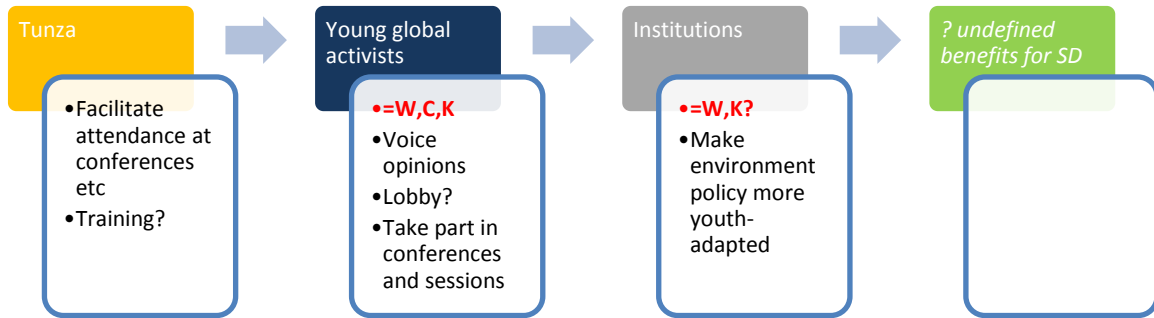 Tunza
•Facilitate
attendance at
conferences
etc
•Training?
Young global
activists
•=W,C,K
•Voice
opinions
•Lobby?
•Take part in
conferences
and sessions
Institutions
•=W,K?
•Make
environment
policy more
youth-
adapted
? undefined
benefits for SD